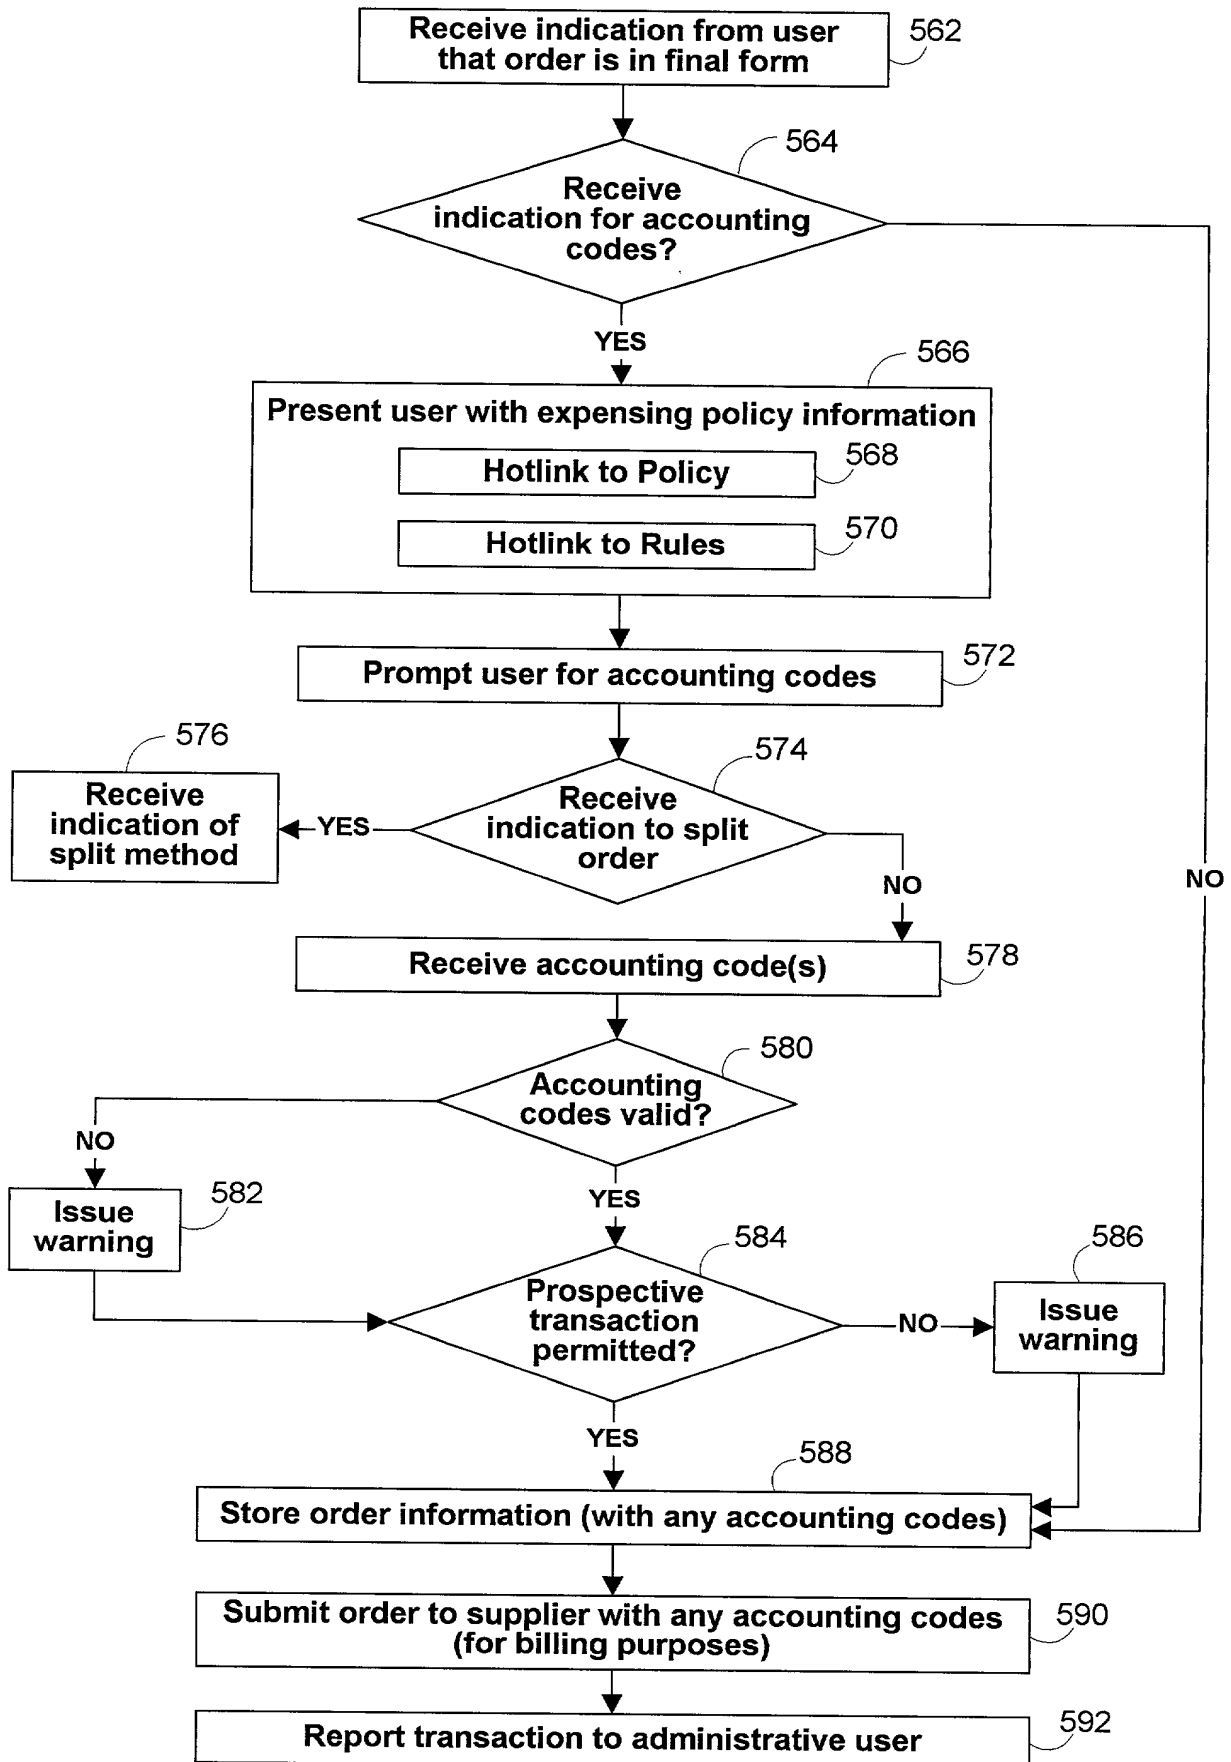 Receive indication from user
that order is in final form
562
564
Receive
indication for accounting
codes?
YES
566
Present user with expensing policy information
568
Hotlink to Policy
570
Hotlink to Rules
572
Prompt user for accounting codes
576
574
Receive
indication of
split method
YES
Receive
indication to split
order
NO
NO
578
Receive accounting code(s)
580
Accounting
codes valid?
NO
582
Issue
warning
YES
584
586
Prospective
transaction
permitted?
NO
Issue
warning
YES
588
Store order information (with any accounting codes)
Submit order to supplier with any accounting codes
(for billing purposes)
590
Report transaction to administrative user
592